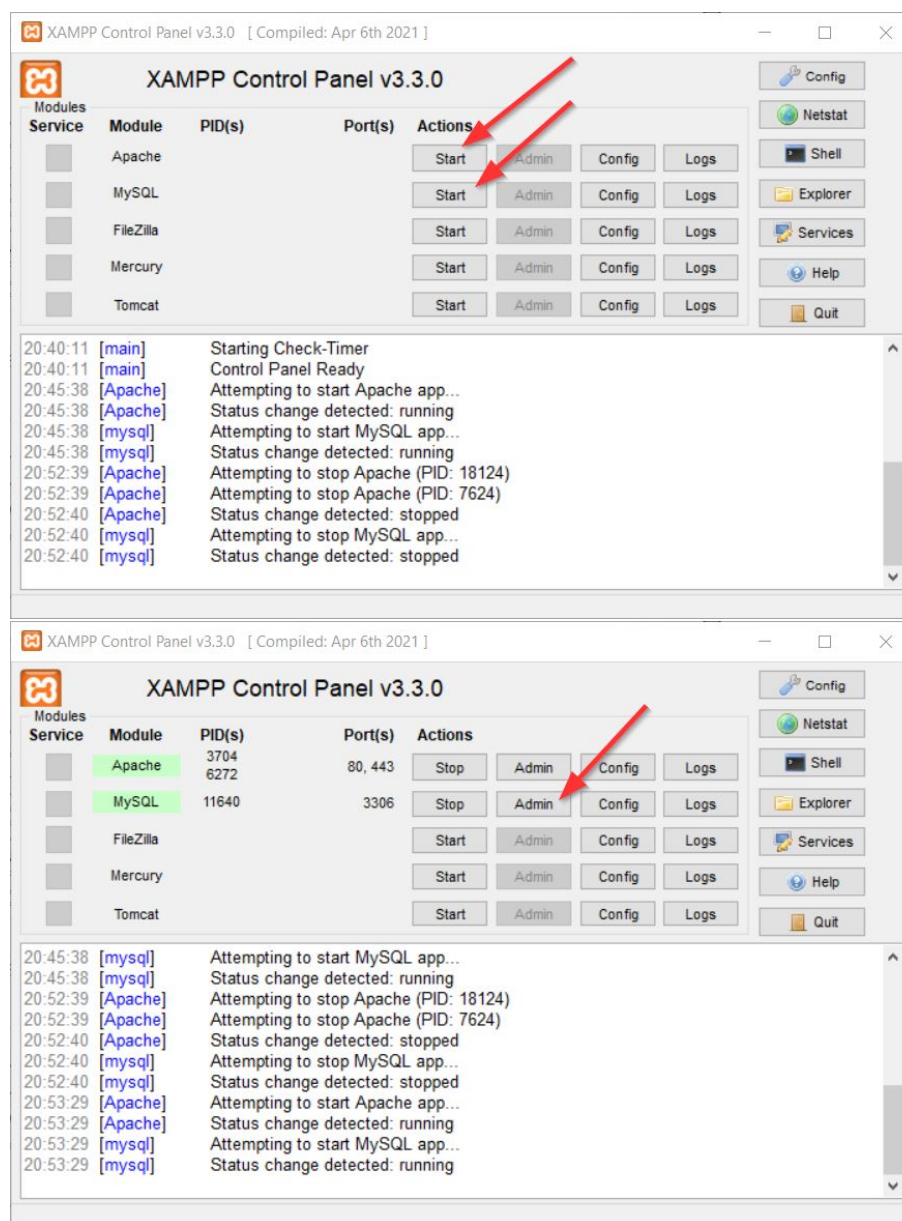 XAMPP Control Panel v3.3.0 [ Compiled: Apr 6th 2021 ]
XAMPP Control Panel v3.3.0
Config
Modules
Service Module PID(s) Port(s) Actions
Netstat
Apache Start Admin Config Logs
Shell
MySQL Start Admin Config Logs
Explorer
FileZilla Start Admin Config Logs
Services
Mercury Start Admin Config Logs
Help
Tomcat Start Admin Config Logs
Quit
20:40:11 [main] Starting Check-Timer
20:40:11 [main] Control Panel Ready
20:45:38 [Apache] Attempting to start Apache app...
20:45:38 [Apache] Status change detected: running
20:45:38 [mysql] Attempting to start MySQL app...
20:45:38 [mysql] Status change detected: running
20:52:39 [Apache] Attempting to stop Apache (PID: 18124)
20:52:39 [Apache] Attempting to stop Apache (PID: 7624)
20:52:40 [Apache] Status change detected: stopped
20:52:40 [mysql] Attempting to stop MySQL app...
20:52:40 [mysql] Status change detected: stopped
XAMPP Control Panel v3.3.0 [ Compiled: Apr 6th 2021 ]
XAMPP Control Panel v3.3.0
Config
Modules
Service Module PID(s) Port(s) Actions
Netstat
Apache 3704 6272 80, 443 Stop Admin Config Logs
Shell
MySQL 11640 3306 Stop Admin Config Logs
Explorer
FileZilla Start Admin Config Logs
Services
Mercury Start Admin Config Logs
Help
Tomcat Start Admin Config Logs
Quit
20:45:38 [mysql] Attempting to start MySQL app...
20:45:38 [mysql] Status change detected: running
20:52:39 [Apache] Attempting to stop Apache (PID: 18124)
20:52:39 [Apache] Attempting to stop Apache (PID: 7624)
20:52:40 [Apache] Status change detected: stopped
20:52:40 [mysql] Attempting to stop MySQL app...
20:52:40 [mysql] Status change detected: stopped
20:53:29 [Apache] Attempting to start Apache app...
20:53:29 [Apache] Status change detected: running
20:53:29 [mysql] Attempting to start MySQL app...
20:53:29 [mysql] Status change detected: running